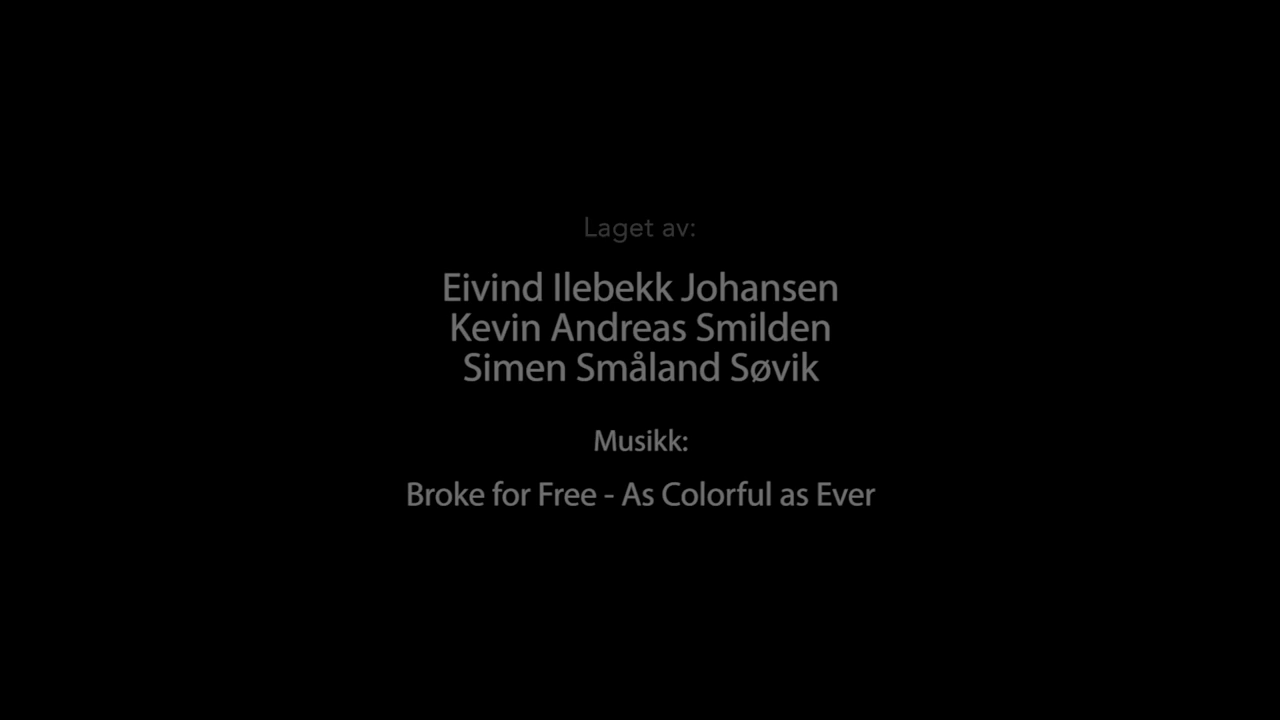 Laget av:
Eivind Ilebekk Johansen
Kevin Andreas Smilden
Simen Småland Søvik
Musikk:
Broke for Free - As Colorful as Ever